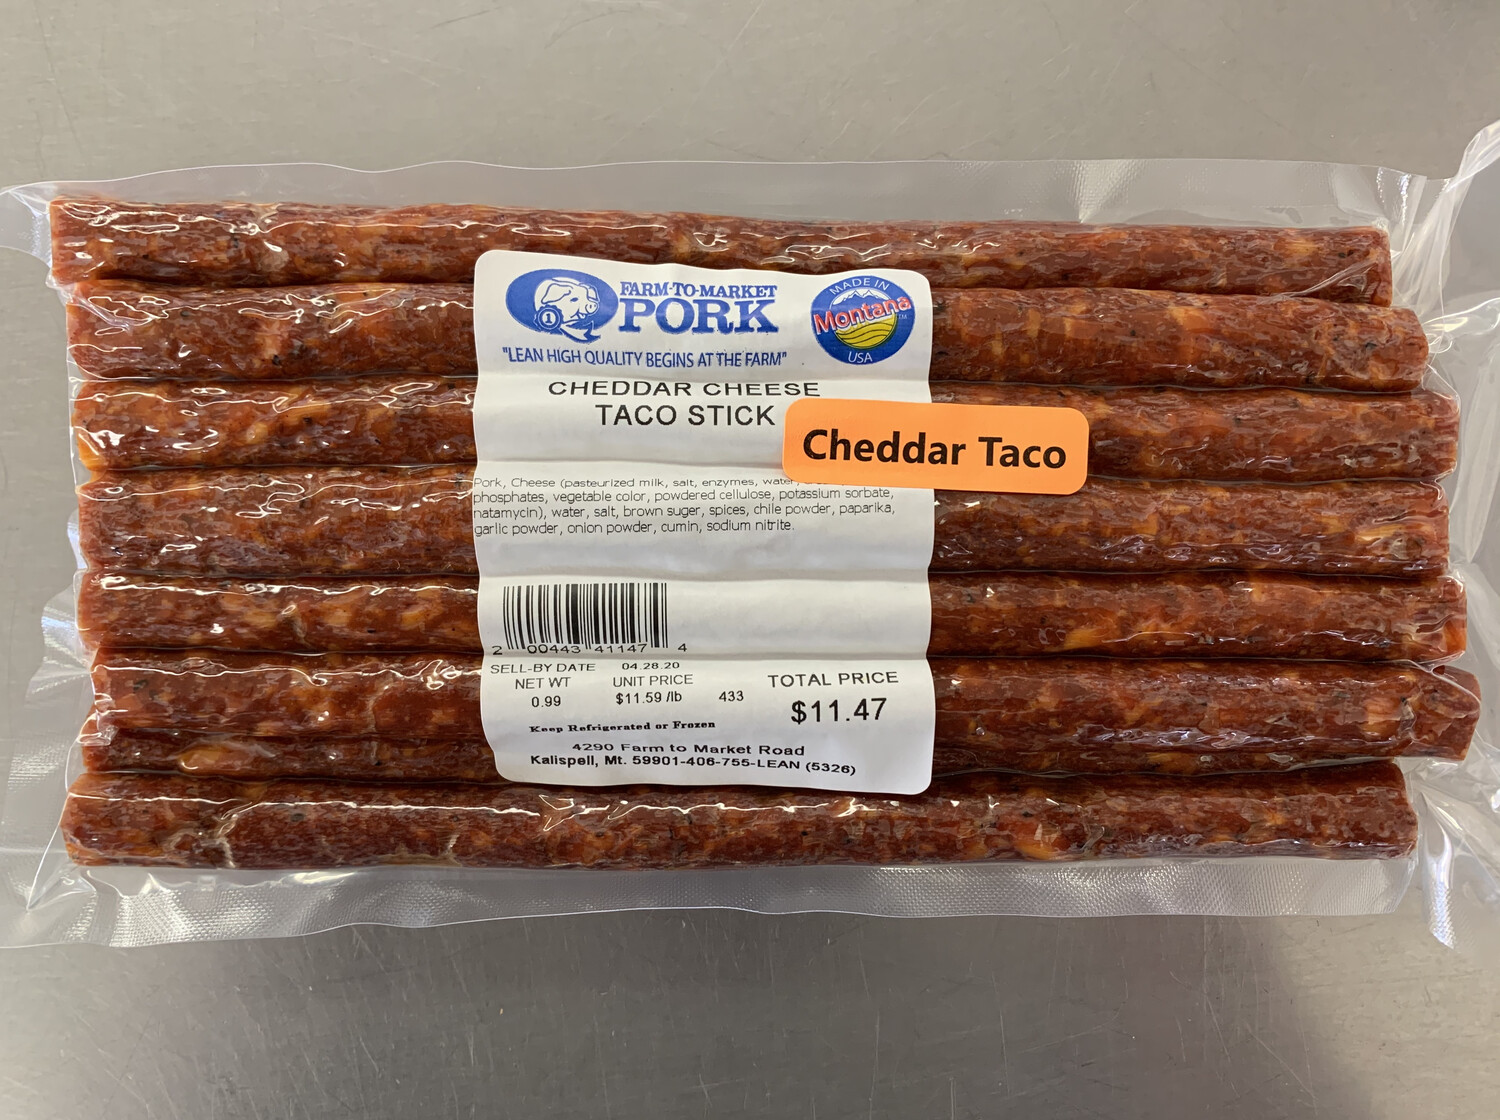 FARM-TO-MARKET
PORK
"LEAN HIGH QUALITY BEGINS AT THE FARM"
1
MADE IN
Montana
USA
CHEDDAR CHEESE
TACO STICK
Cheddar Taco
Pork, Cheese (pasteurized milk, salt, enzymes, water,
phosphates, vegetable color, powdered cellulose, potassium sorbate,
natamycin), water, salt, brown suger, spices, chile powder, paprika,
garlic powder, onion powder, cumin, sodium nitrite.
2 00443 41147 4
SELL-BY DATE 04.28.20
NET WT UNIT PRICE TOTAL PRICE
0.99 $11.59 /lb 433 $11.47
Keep Refrigerated or Frozen
4290 Farm to Market Road
Kalispell, Mt. 59901-406-755-LEAN (5326)